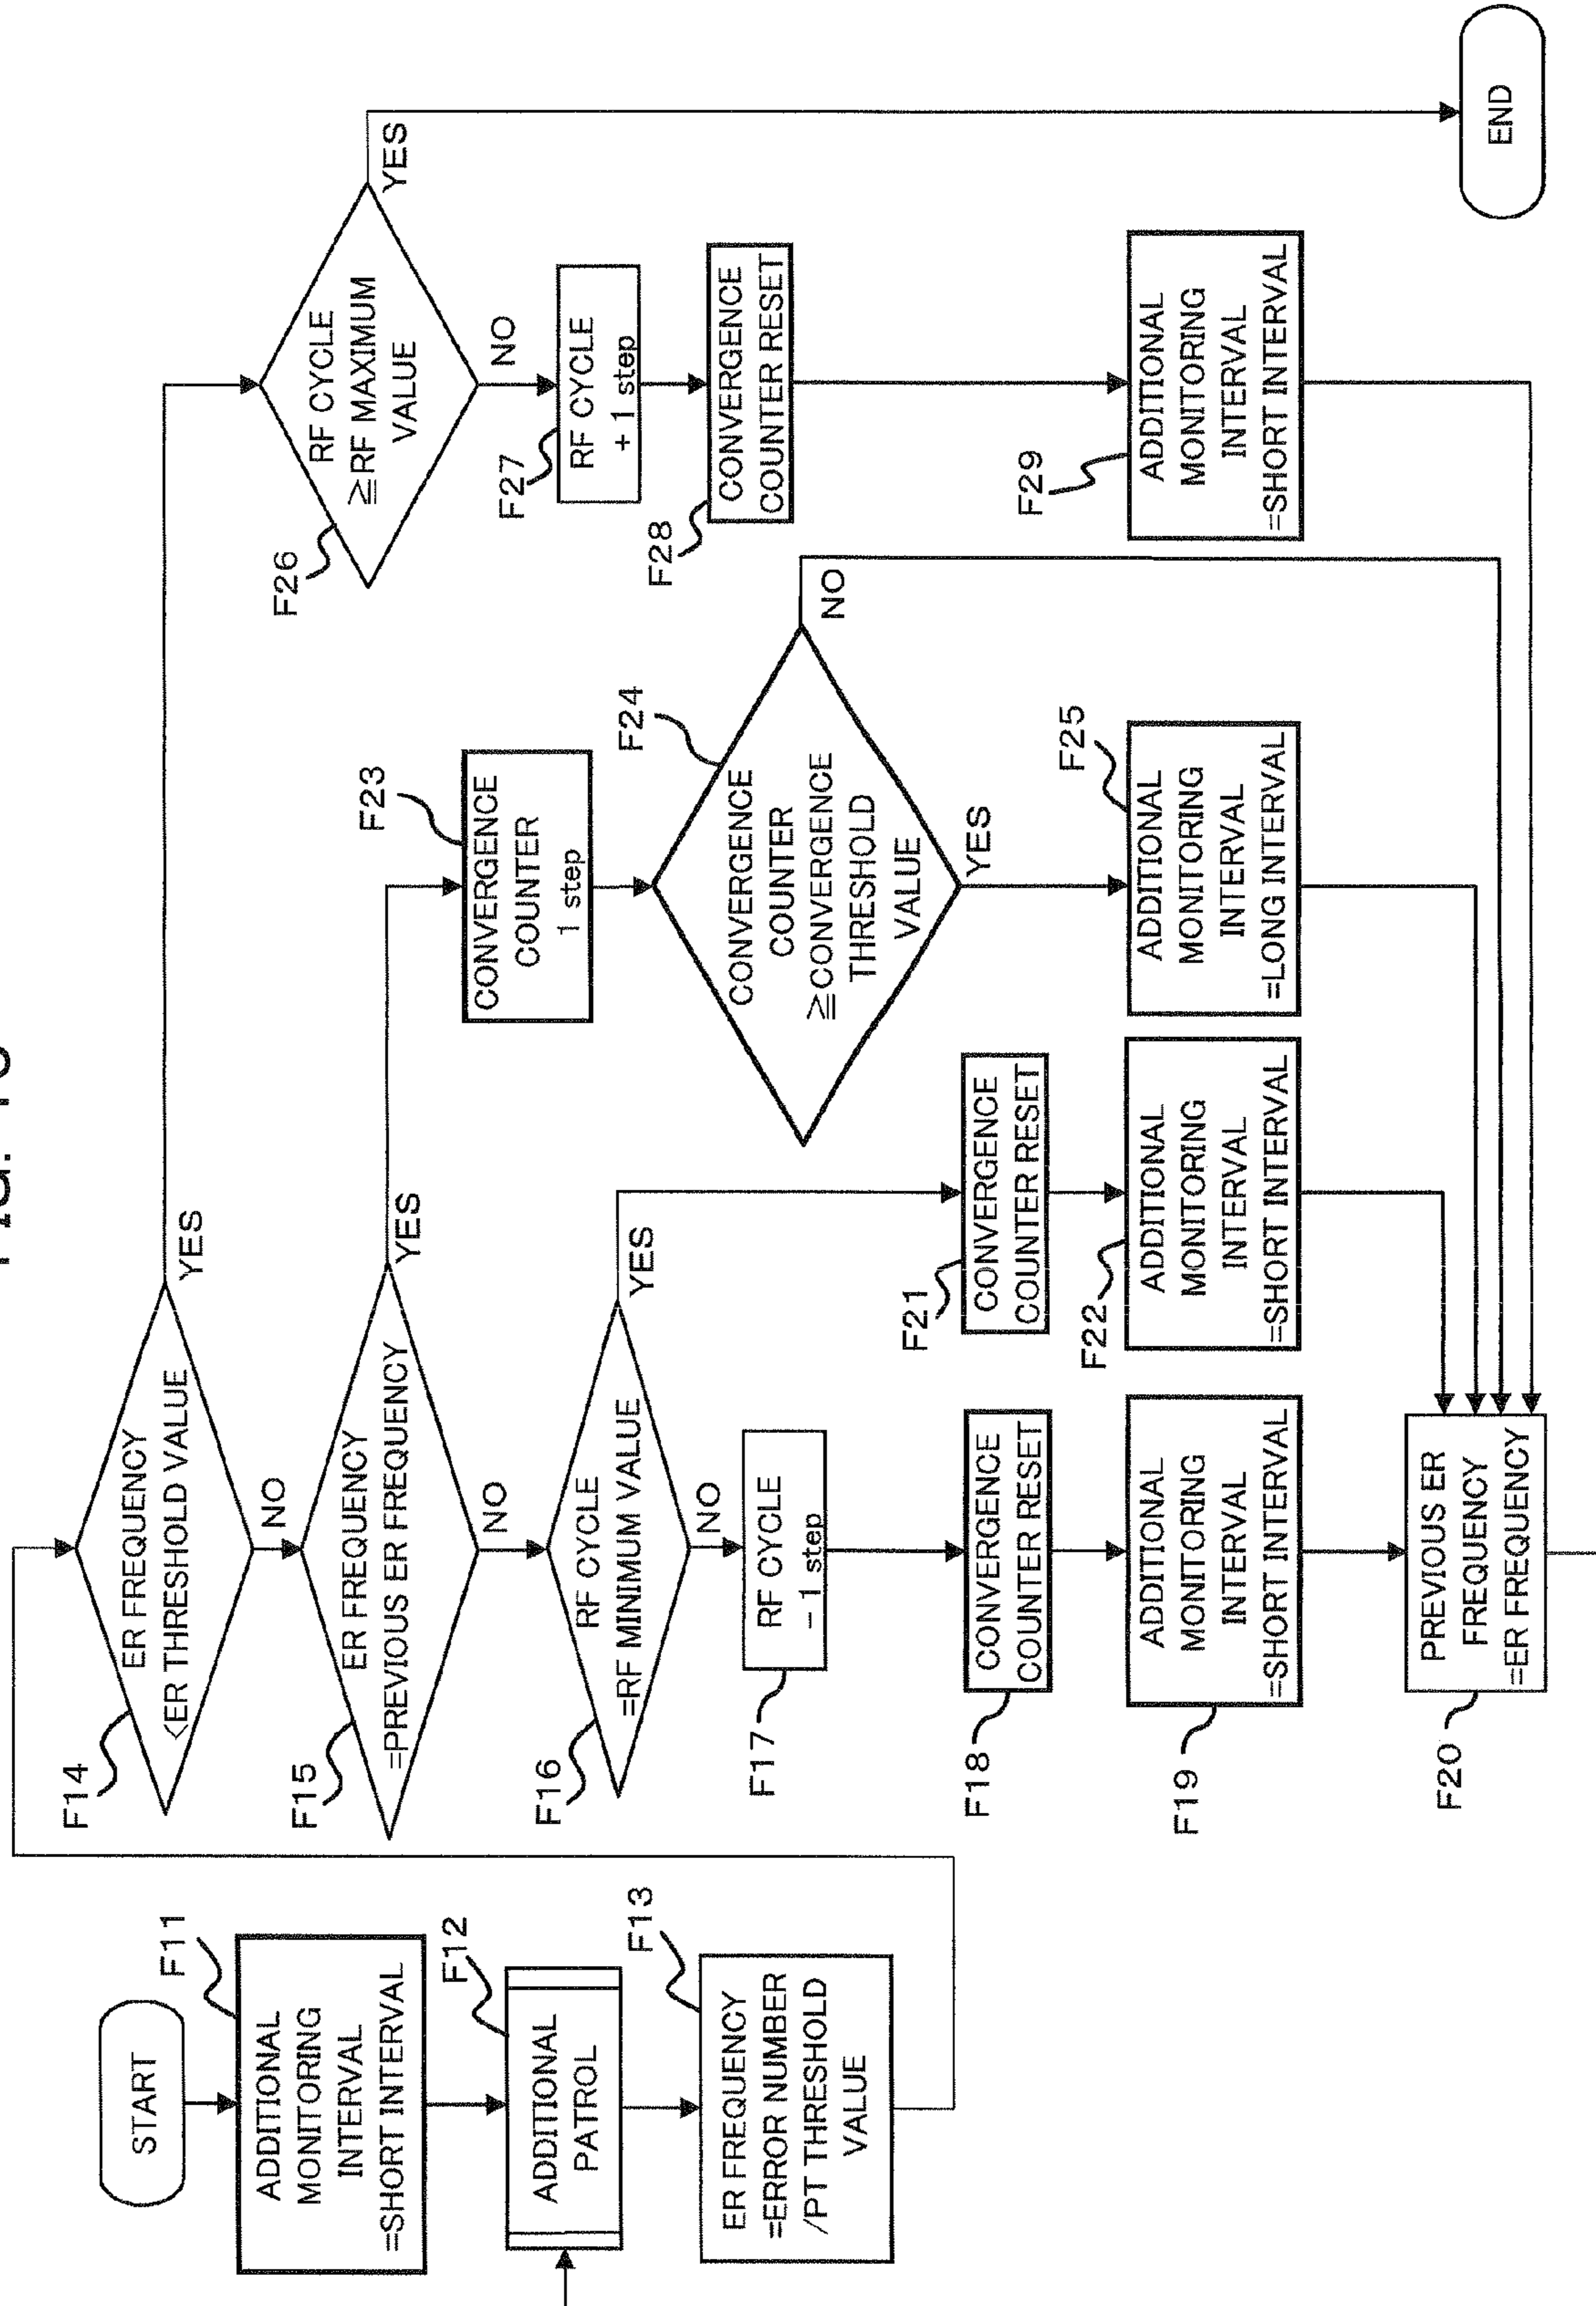 FIG.
START
F11
ADDITIONAL
MONITORING
INTERVAL
=SHORT INTERVAL
F12
ADDITIONAL
PATROL
F13
ER FREQUENCY
=ERROR NUMBER
/PT THRESHOLD
VALUE
F14
ER FREQUENCY
<ER THRESHOLD VALUE
YES
NO
F15
ER FREQUENCY
=PREVIOUS ER FREQUENCY
YES
NO
F16
RF CYCLE
=RF MINIMUM VALUE
YES
NO
F17
RF CYCLE
− 1 step
F18
CONVERGENCE
COUNTER RESET
F19
ADDITIONAL
MONITORING
INTERVAL
=SHORT INTERVAL
F20
PREVIOUS ER
FREQUENCY
=ER FREQUENCY
F21
CONVERGENCE
COUNTER RESET
F22
ADDITIONAL
MONITORING
INTERVAL
=SHORT INTERVAL
F23
CONVERGENCE
COUNTER
1 step
F24
CONVERGENCE
COUNTER
≧CONVERGENCE
THRESHOLD
VALUE
NO
YES
F25
ADDITIONAL
MONITORING
INTERVAL
=LONG INTERVAL
F26
RF CYCLE
≧RF MAXIMUM
VALUE
YES
NO
F27
RF CYCLE
+ 1 step
F28
CONVERGENCE
COUNTER RESET
F29
ADDITIONAL
MONITORING
INTERVAL
=SHORT INTERVAL
END